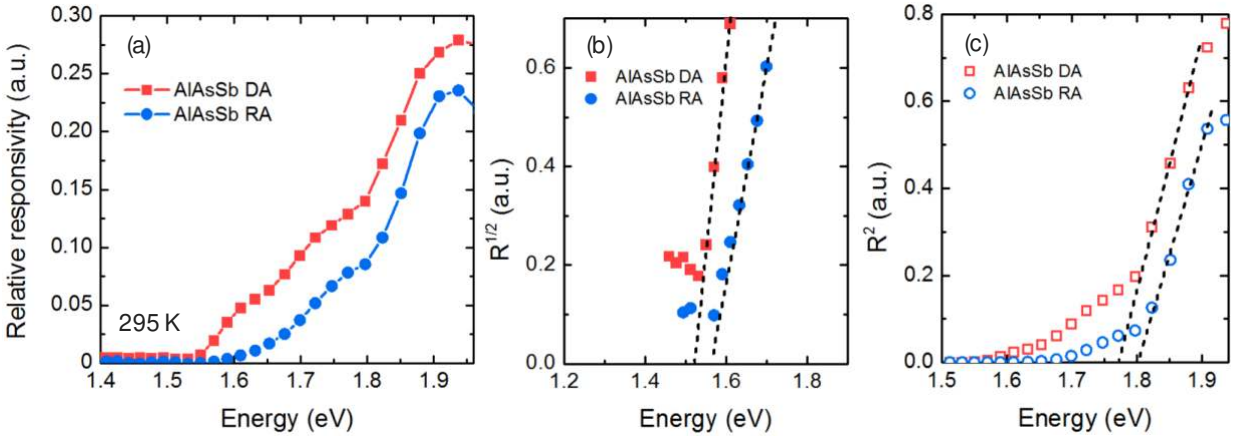 (a)
AlAsSb DA
AlAsSb RA
295 K
Relative responsivity (a.u.)
0.30
0.25
0.20
0.15
0.10
0.05
0
1.4 1.5 1.6 1.7 1.8 1.9
Energy (eV)
(b)
AlAsSb DA
AlAsSb RA
R^{1/2} (a.u.)
0.6
0.4
0.2
0.0
1.2 1.4 1.6 1.8
Energy (eV)
(c)
AlAsSb DA
AlAsSb RA
R² (a.u.)
0.8
0.6
0.4
0.2
0.0
1.5 1.6 1.7 1.8 1.9
Energy (eV)